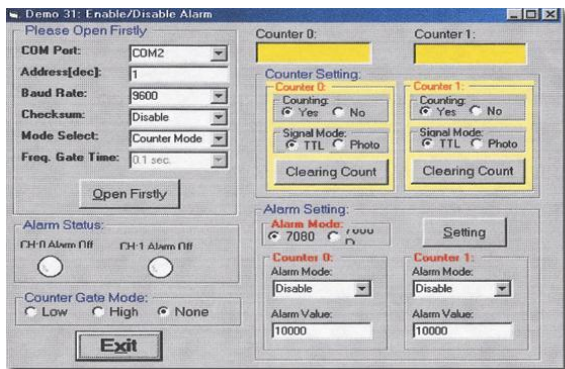 Demo 31: Enable/Disable Alarm
Please Open Firstly
COM Port: COM2
Address[dec]: 1
Baud Rate: 9600
Checksum: Disable
Mode Select: Counter Mode
Freq. Gate Time: 0.1 sec.
Open Firstly
Alarm Status:
CH-0 Alarm Off CH-1 Alarm Off
Counter Gate Mode:
Low High None
Exit
Counter 0: Counter 1:
Counter Setting:
Counter 0: Counter 1:
Counting: Counting:
Yes No Yes No
Signal Mode: Signal Mode:
TTL Photo TTL Photo
Clearing Count Clearing Count
Alarm Setting:
Alarm Mode:
7080 7080D
Setting
Counter 0: Counter 1:
Alarm Mode: Alarm Mode:
Disable Disable
Alarm Value: Alarm Value:
10000 10000